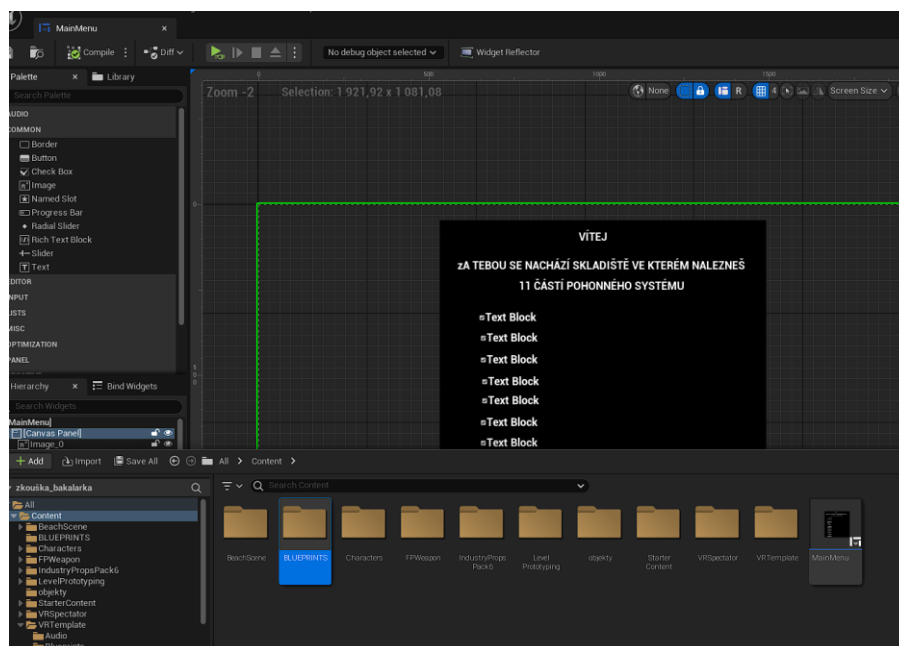 MainMenu ×
Compile
Diff
No debug object selected
Widget Reflector
Palette × Library
Search Palette
AUDIO
COMMON
Border
Button
Check Box
Image
Named Slot
Progress Bar
Radial Slider
Rich Text Block
Slider
Text
EDITOR
INPUT
LISTS
MISC
OPTIMIZATION
PANEL
Hierarchy × Bind Widgets
Search Widgets
[MainMenu]
[Canvas Panel]
Image_0
0 500 1000 1500
Zoom -2 Selection: 1 921,92 x 1 081,08
None R 4 Screen Size
VÍTEJ
zA TEBOU SE NACHÁZÍ SKLADIŠTĚ VE KTERÉM NALEZNEŠ
11 ČÁSTÍ POHONNÉHO SYSTÉMU
Text Block
Text Block
Text Block
Text Block
Text Block
Text Block
Text Block
+ Add Import Save All All > Content >
zkouška_bakalarka
All
Content
BeachScene
BLUEPRINTS
Characters
FPWeapon
IndustryPropsPack6
LevelPrototyping
objekty
StarterContent
VRSpectator
VRTemplate
Audio
Blueprints
Search Content
BeachScene BLUEPRINTS Characters FPWeapon IndustryProps Level objekty Starter VRSpectator VRTemplate MainMenu
Pack6 Prototyping Content